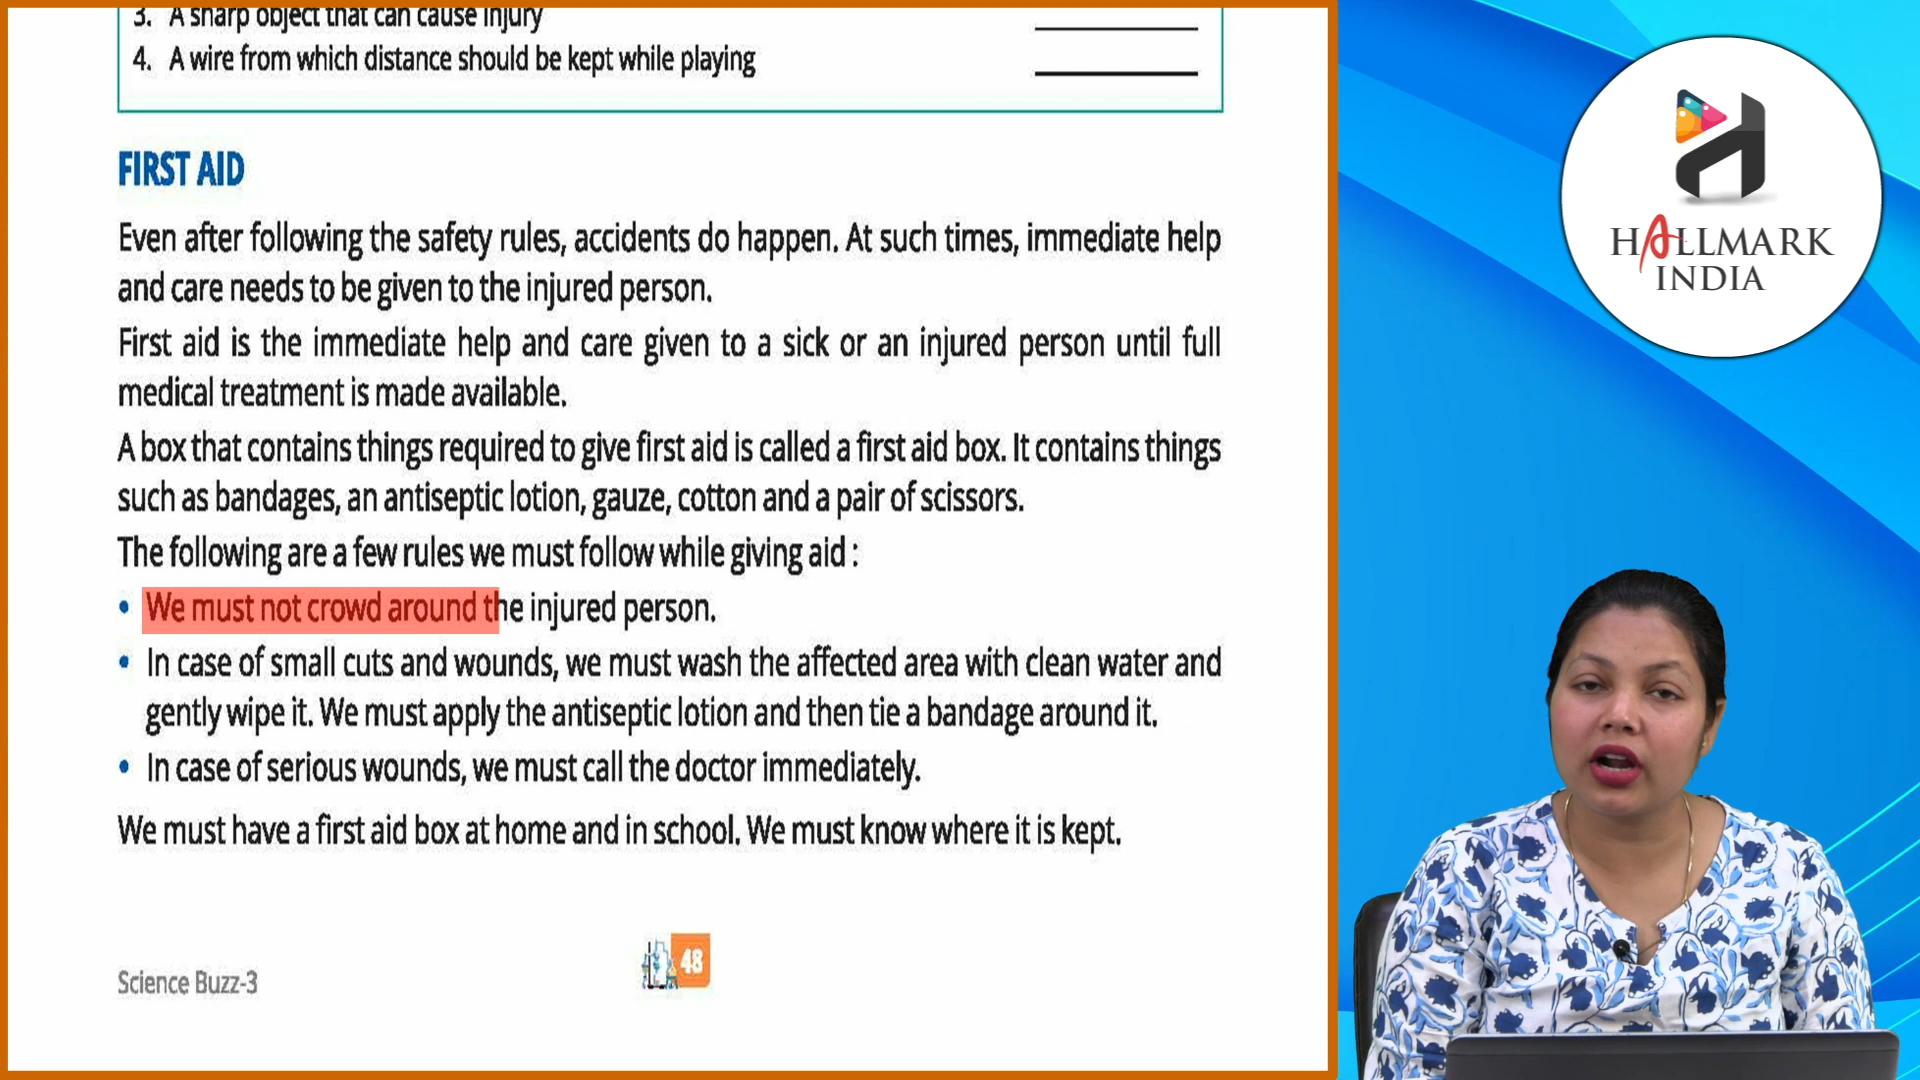 3. A sharp object that can cause injury
4. A wire from which distance should be kept while playing
FIRST AID
Even after following the safety rules, accidents do happen. At such times, immediate help
and care needs to be given to the injured person.
First aid is the immediate help and care given to a sick or an injured person until full
medical treatment is made available.
A box that contains things required to give first aid is called a first aid box. It contains things
such as bandages, an antiseptic lotion, gauze, cotton and a pair of scissors.
The following are a few rules we must follow while giving aid :
• We must not crowd around the injured person.
• In case of small cuts and wounds, we must wash the affected area with clean water and
gently wipe it. We must apply the antiseptic lotion and then tie a bandage around it.
• In case of serious wounds, we must call the doctor immediately.
We must have a first aid box at home and in school. We must know where it is kept.
Science Buzz-3
48
HALLMARK
INDIA